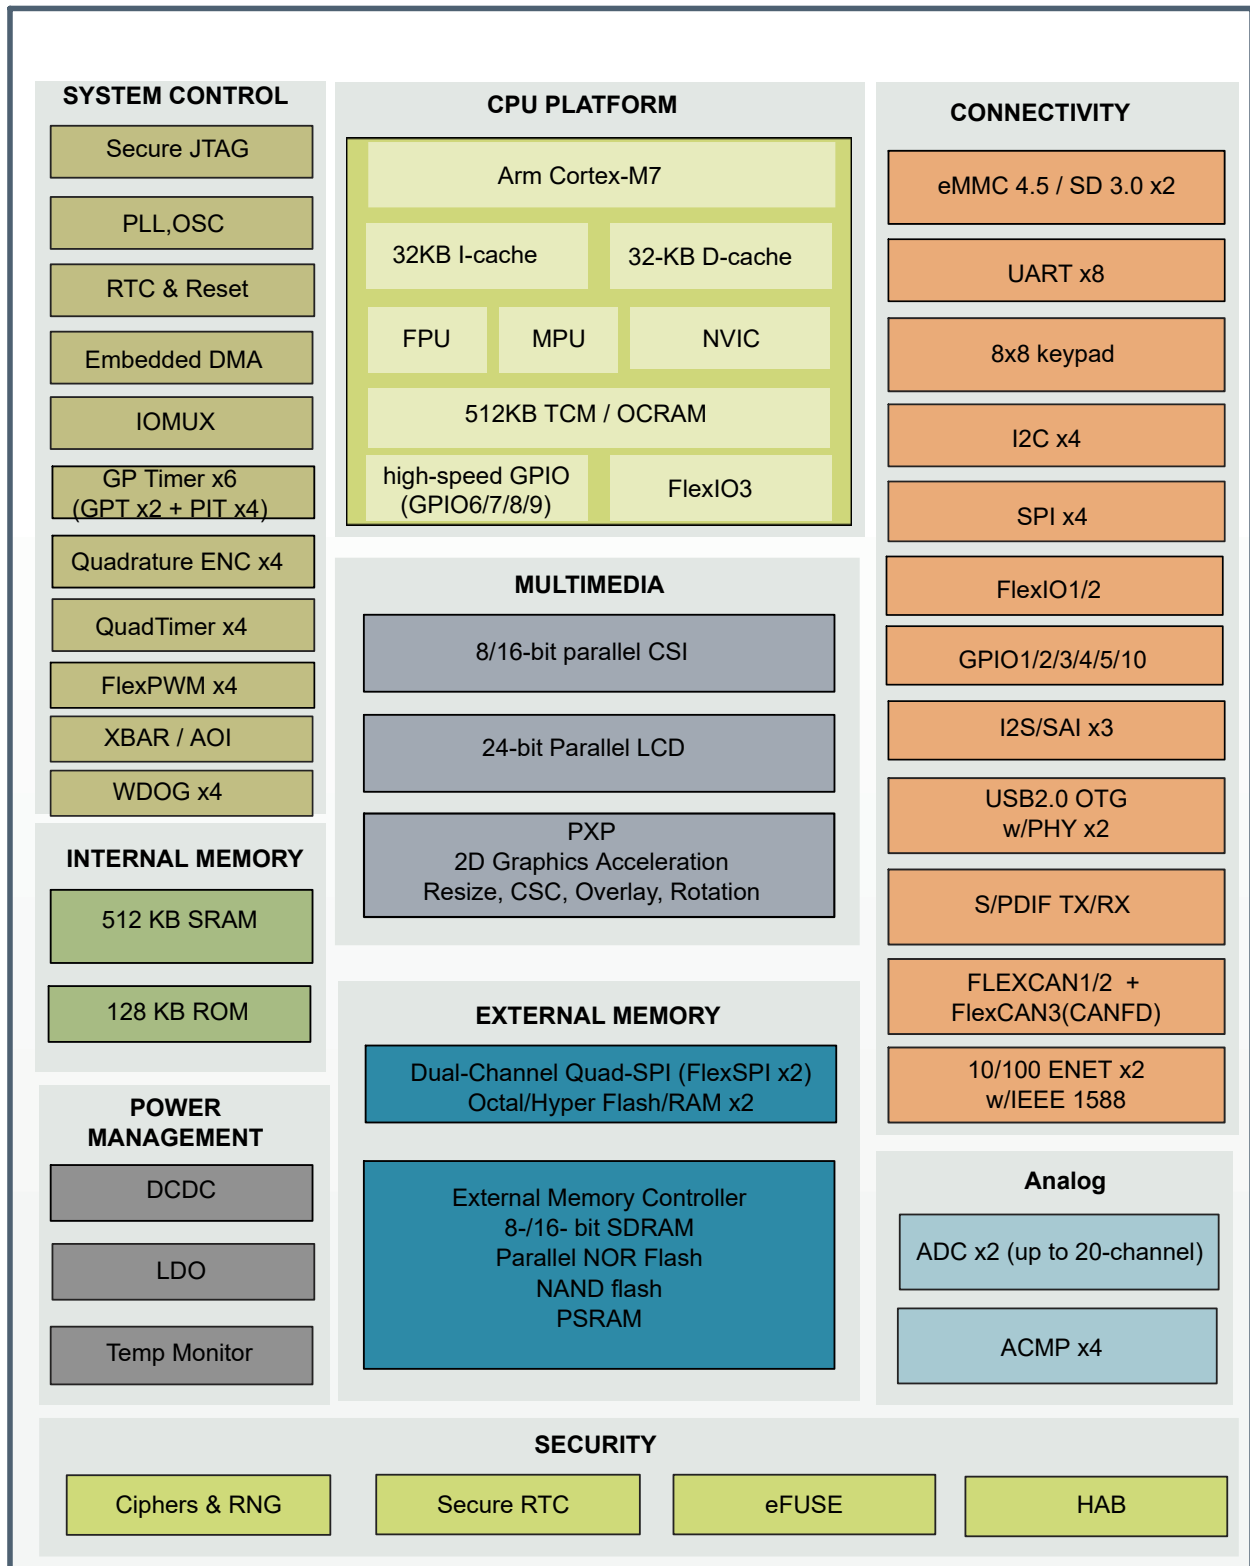 SYSTEM CONTROL
Secure JTAG
PLL,OSC
RTC & Reset
Embedded DMA
IOMUX
GP Timer x6
(GPT x2 + PIT x4)
Quadrature ENC x4
QuadTimer x4
FlexPWM x4
XBAR / AOI
WDOG x4
INTERNAL MEMORY
512 KB SRAM
128 KB ROM
POWER
MANAGEMENT
DCDC
LDO
Temp Monitor
CPU PLATFORM
Arm Cortex-M7
32KB I-cache
32-KB D-cache
FPU
MPU
NVIC
512KB TCM / OCRAM
high-speed GPIO
(GPIO6/7/8/9)
FlexIO3
MULTIMEDIA
8/16-bit parallel CSI
24-bit Parallel LCD
PXP
2D Graphics Acceleration
Resize, CSC, Overlay, Rotation
EXTERNAL MEMORY
Dual-Channel Quad-SPI (FlexSPI x2)
Octal/Hyper Flash/RAM x2
External Memory Controller
8-/16- bit SDRAM
Parallel NOR Flash
NAND flash
PSRAM
CONNECTIVITY
eMMC 4.5 / SD 3.0 x2
UART x8
8x8 keypad
I2C x4
SPI x4
FlexIO1/2
GPIO1/2/3/4/5/10
I2S/SAI x3
USB2.0 OTG
w/PHY x2
S/PDIF TX/RX
FLEXCAN1/2 +
FlexCAN3(CANFD)
10/100 ENET x2
w/IEEE 1588
Analog
ADC x2 (up to 20-channel)
ACMP x4
SECURITY
Ciphers & RNG
Secure RTC
eFUSE
HAB